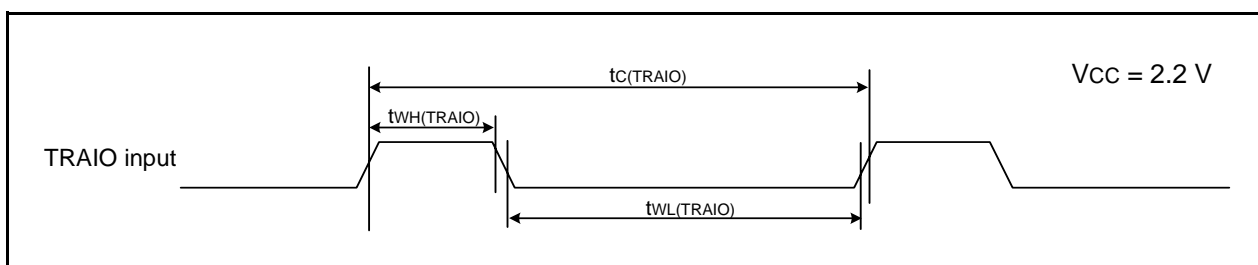 tC(TRAIO)
VCC = 2.2 V
tWH(TRAIO)
TRAIO input
tWL(TRAIO)